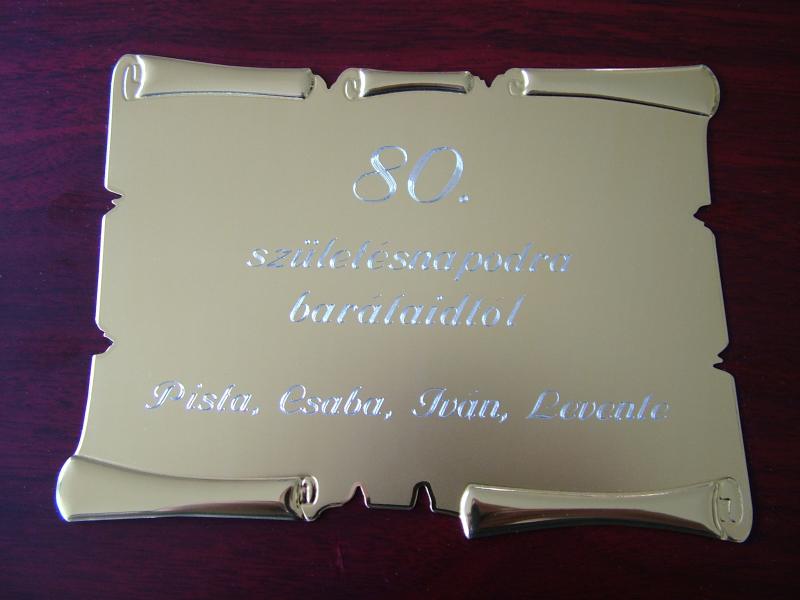 80.
születésnapodra
barátaidtól
Pista, Csaba, Iván, Levente